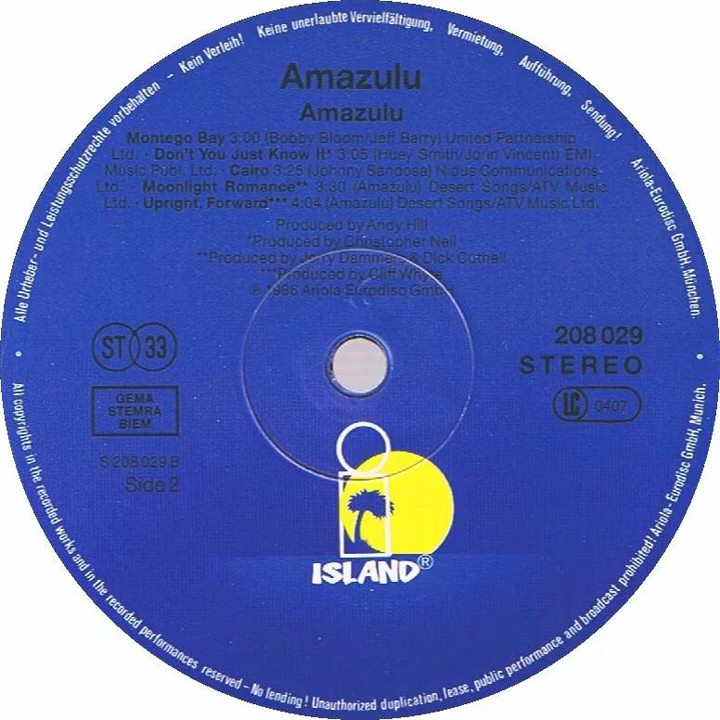 Alle Urheber- und Leistungsschutzrechte vorbehalten – Kein Verleih! Keine unerlaubte Vervielfältigung, Vermietung, Aufführung, Sendung!
Ariola-Eurodisc GmbH, München.
Amazulu
Amazulu
Montego Bay 3:00 (Bobby Bloom/Jeff Barry) United Partnership
Ltd. · Don't You Just Know It* 3:05 (Huey Smith/John Vincent) EMI
Music Publ. Ltd. · Cairo 3:25 (Johnny Sandosa) Nidus Communications
Ltd. · Moonlight Romance** 3:30 (Amazulu) Desert Songs/ATV Music
Ltd. · Upright, Forward*** 4:04 (Amazulu) Desert Songs/ATV Music Ltd.
Produced by Andy Hill
*Produced by Christopher Neil
**Produced by Jerry Dammers & Dick Cuthell
***Produced by Cliff Whyte
℗ 1986 Ariola Eurodisc GmbH
ST 33
208 029
STEREO
GEMA
STEMRA
BIEM
LC 0407
S 208 029 B
Side 2
ISLAND®
All copyrights in the recorded works and in the recorded performances reserved – No lending! Unauthorized duplication, lease, public performance and broadcast prohibited! Ariola-Eurodisc GmbH, Munich.